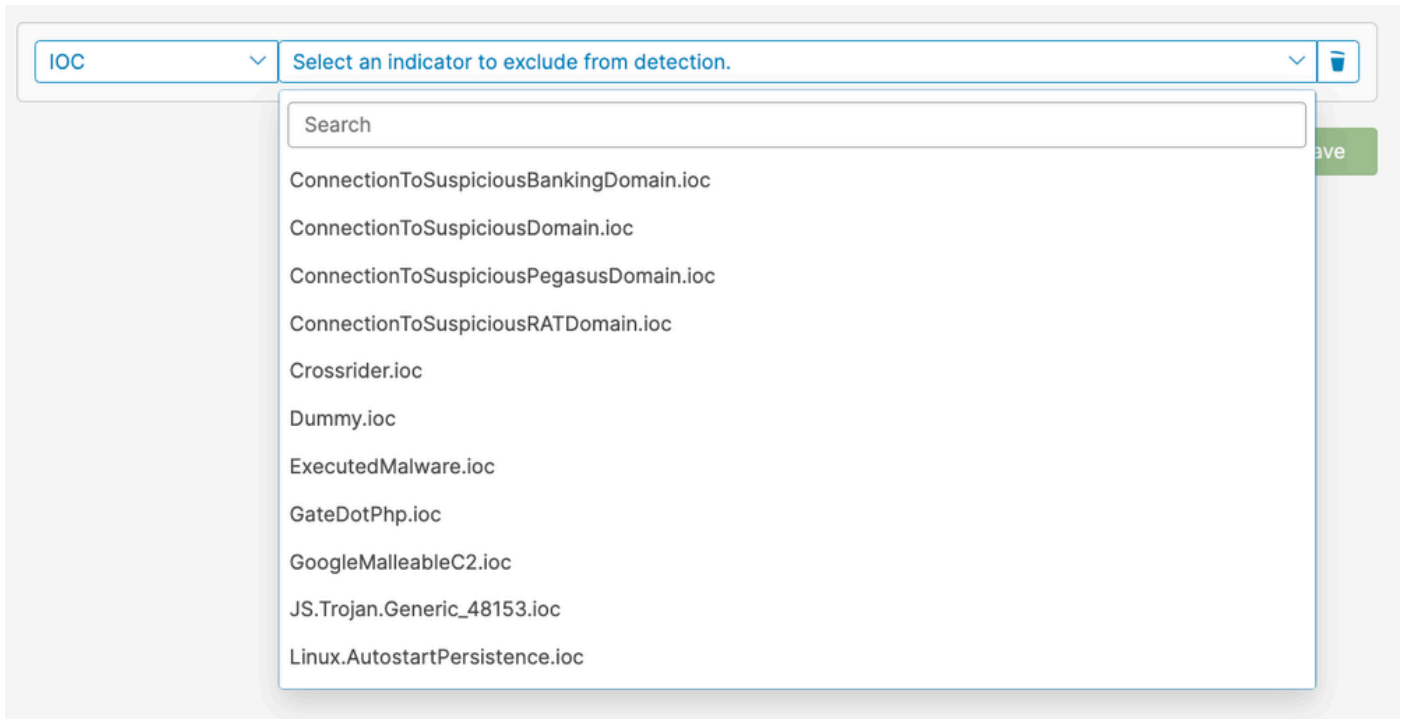 IOC
Select an indicator to exclude from detection.
Search
ave
ConnectionToSuspiciousBankingDomain.ioc
ConnectionToSuspiciousDomain.ioc
ConnectionToSuspiciousPegasusDomain.ioc
ConnectionToSuspiciousRATDomain.ioc
Crossrider.ioc
Dummy.ioc
ExecutedMalware.ioc
GateDotPhp.ioc
GoogleMalleableC2.ioc
JS.Trojan.Generic_48153.ioc
Linux.AutostartPersistence.ioc